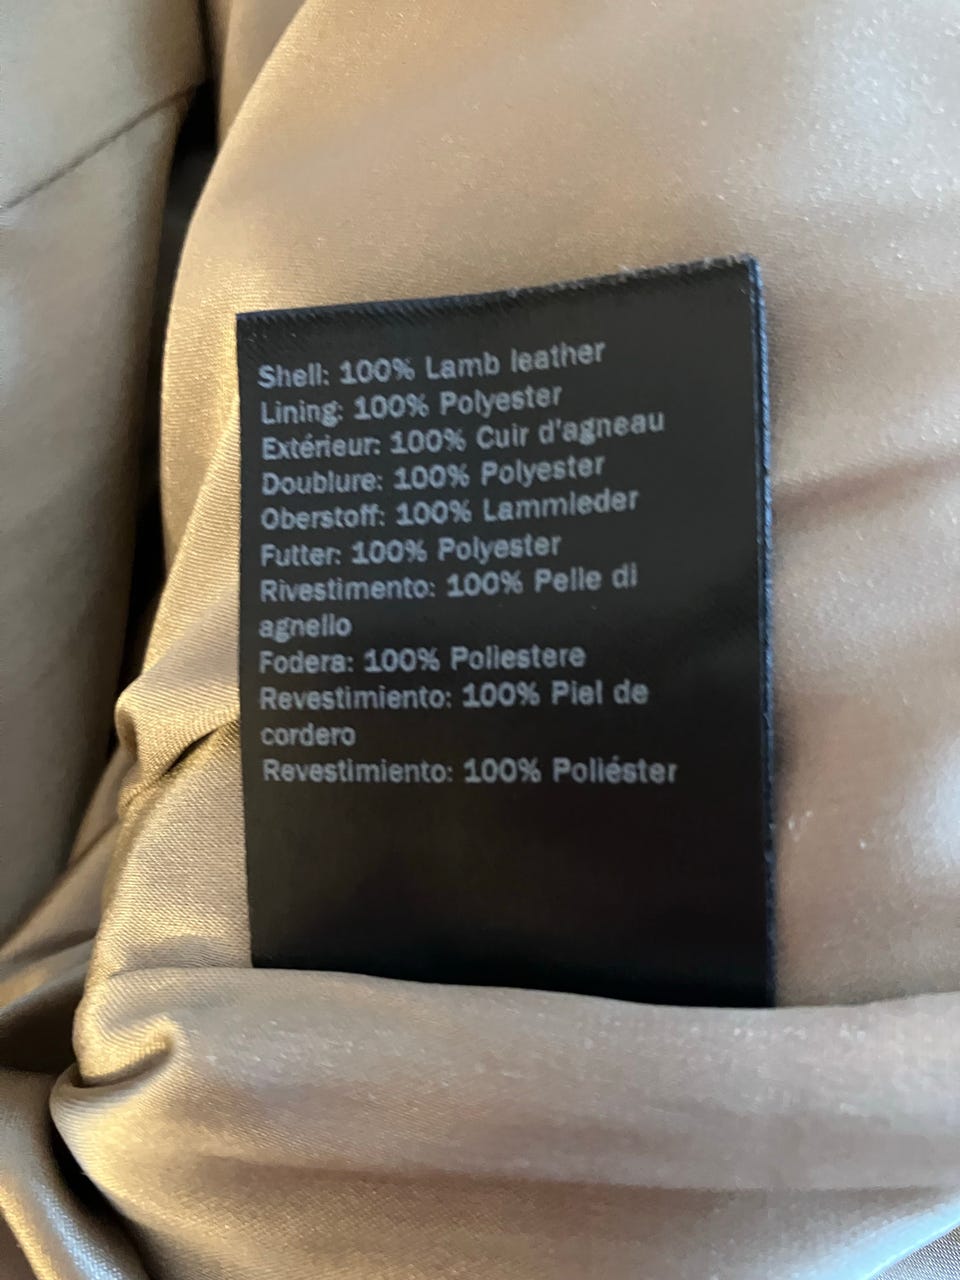 Shell: 100% Lamb leather
Lining: 100% Polyester
Extérieur: 100% Cuir d'agneau
Doublure: 100% Polyester
Oberstoff: 100% Lammleder
Futter: 100% Polyester
Rivestimento: 100% Pelle di
agnello
Fodera: 100% Poliestere
Revestimiento: 100% Piel de
cordero
Revestimiento: 100% Poliéster